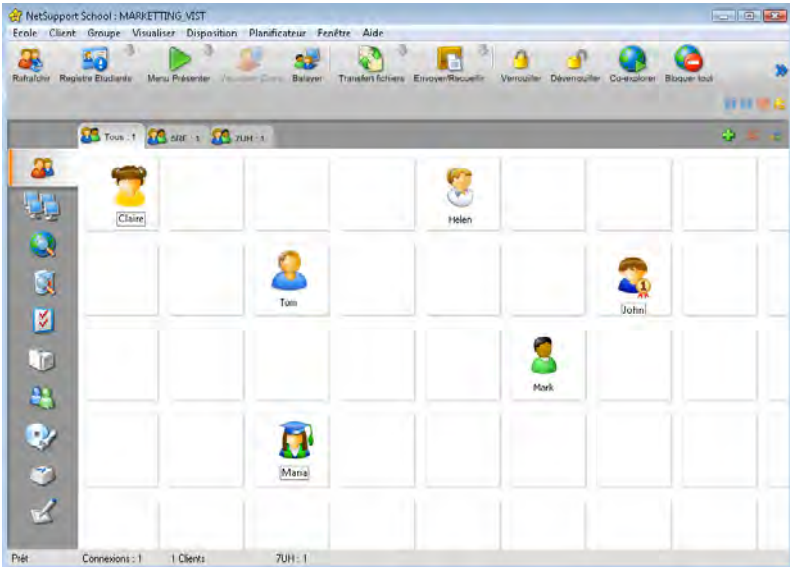 NetSupport School : MARKETTING_VIST
Ecole Client Groupe Visualiser Disposition Planificateur Fenêtre Aide
Rafraîchir Registre Etudiants Menu Présenter Balayer Transfert fichiers Envoyer/Recueillir Verrouiller Déverrouiller Co-explorer Bloquer tout
Tous : 1 7UH : 1
Claire Helen
Tom John
Mark
Maria
Prêt Connexions : 1 1 Clients 7UH : 1